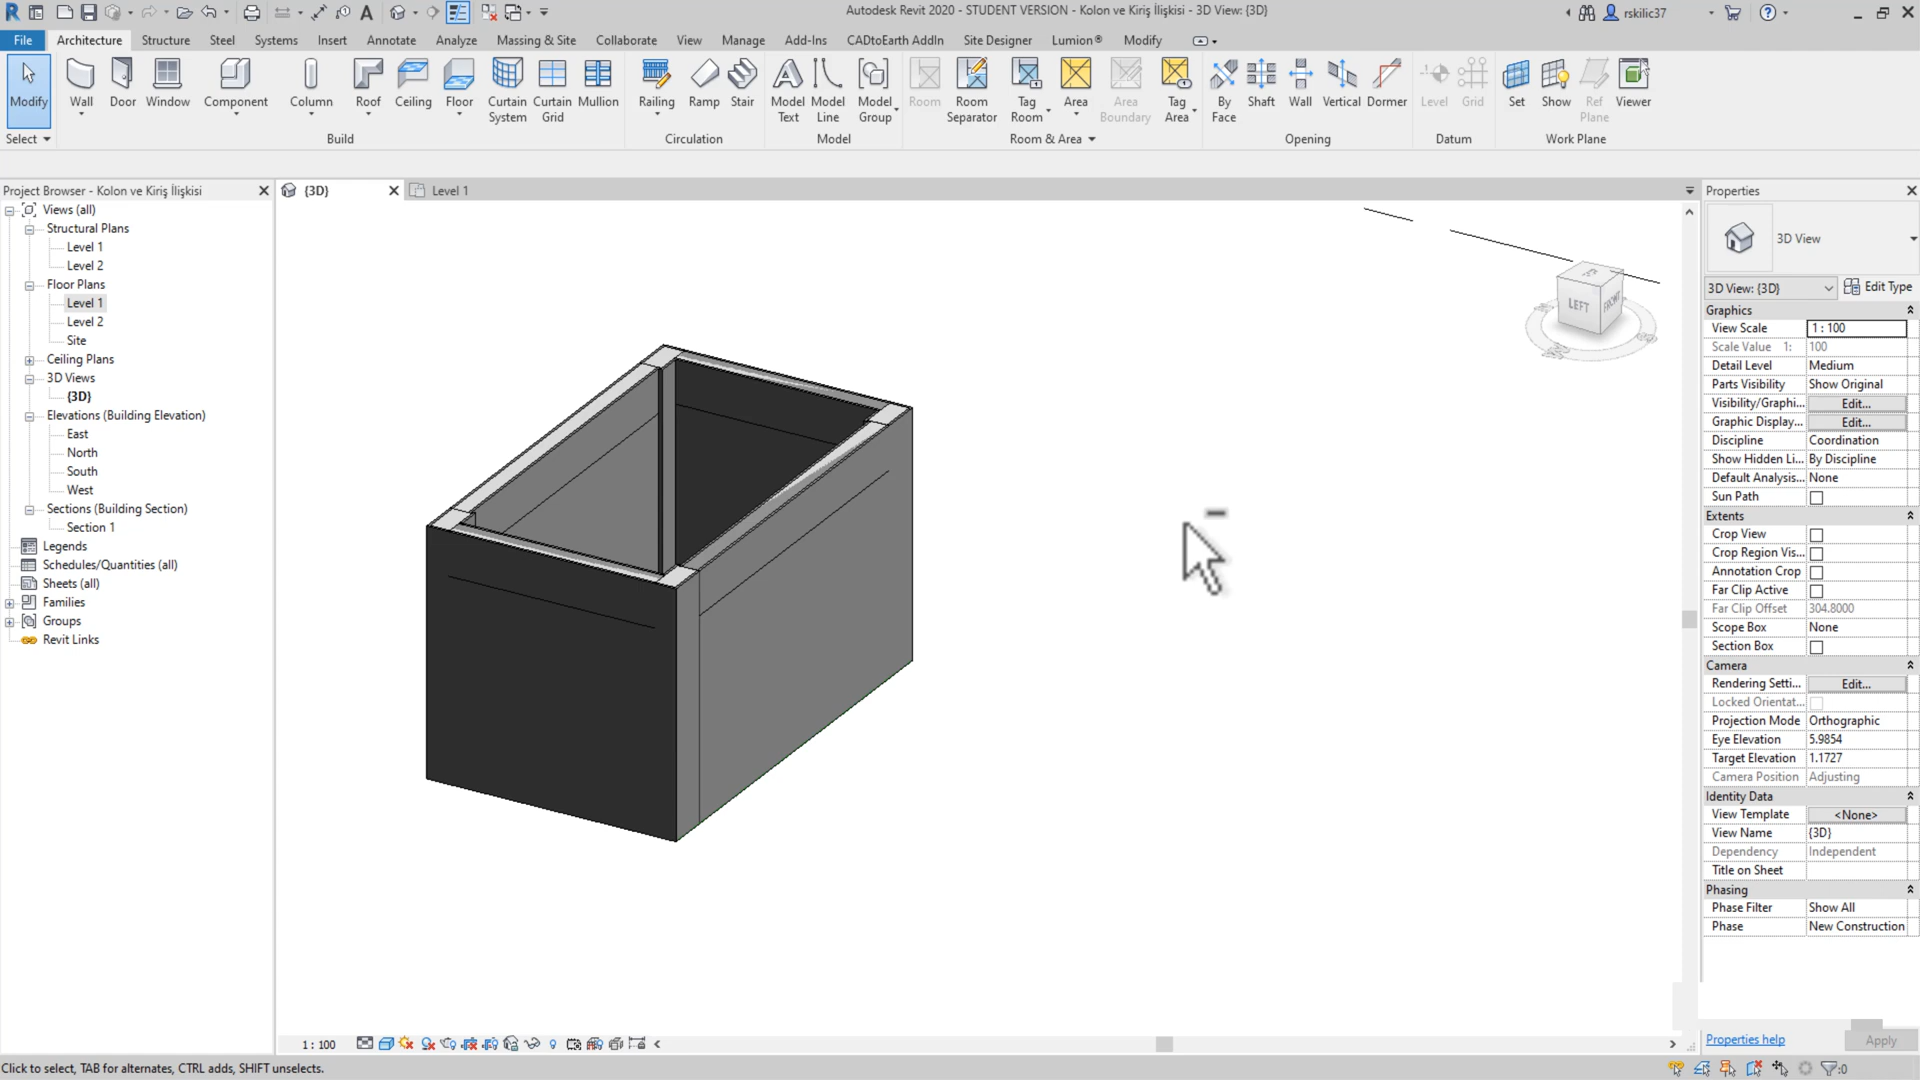 Autodesk Revit 2020 - STUDENT VERSION - Kolon ve Kiriş İlişkisi - 3D View: {3D}
rskilic37
File Architecture Structure Steel Systems Insert Annotate Analyze Massing & Site Collaborate View Manage Add-Ins CADtoEarth AddIn Site Designer Lumion® Modify
Modify Wall Door Window Component Column Roof Ceiling Floor Curtain System Curtain Grid Mullion Railing Ramp Stair Model Text Model Line Model Group Room Room Separator Tag Room Area Area Boundary Tag Area By Face Shaft Wall Vertical Dormer Level Grid Set Show Ref Plane Viewer
Select Build Circulation Model Room & Area Opening Datum Work Plane
Project Browser - Kolon ve Kiriş İlişkisi
Views (all)
Structural Plans
Level 1
Level 2
Floor Plans
Level 1
Level 2
Site
Ceiling Plans
3D Views
{3D}
Elevations (Building Elevation)
East
North
South
West
Sections (Building Section)
Section 1
Legends
Schedules/Quantities (all)
Sheets (all)
Families
Groups
Revit Links
{3D}
Level 1
LEFT
FRONT
Properties
3D View
3D View: {3D}
Edit Type
Graphics
View Scale 1 : 100
Scale Value 1: 100
Detail Level Medium
Parts Visibility Show Original
Visibility/Graphi... Edit...
Graphic Display... Edit...
Discipline Coordination
Show Hidden Li... By Discipline
Default Analysis... None
Sun Path
Extents
Crop View
Crop Region Vis...
Annotation Crop
Far Clip Active
Far Clip Offset 304.8000
Scope Box None
Section Box
Camera
Rendering Setti... Edit...
Locked Orientat...
Projection Mode Orthographic
Eye Elevation 5.9854
Target Elevation 1.1727
Camera Position Adjusting
Identity Data
View Template <None>
View Name {3D}
Dependency Independent
Title on Sheet
Phasing
Phase Filter Show All
Phase New Construction
Properties help
Apply
1 : 100
Click to select, TAB for alternates, CTRL adds, SHIFT unselects.
:0